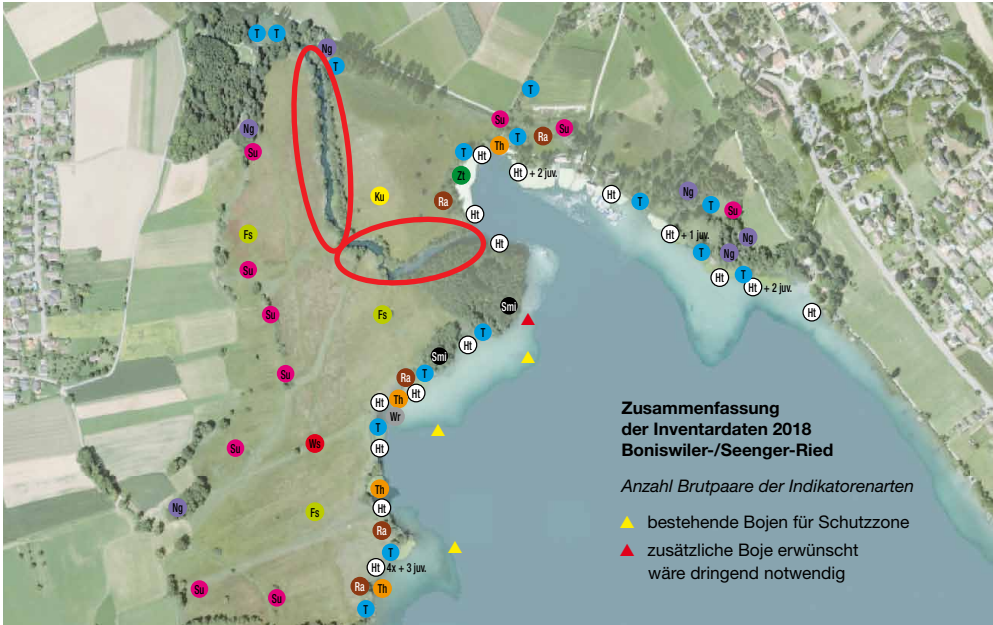 T T
Ng
T
T
Su
Ng
T
Ra
Su
Th
Su
T
Ht
Zt
Ht + 2 juv.
Ku
Ht
T
Ng
Ra
T
Su
Ht
Fs
Ht + 1 juv.
Ng
Ht
T
Ng
Su
Ht
T
Ht + 2 juv.
Smi
Ht
Su
Fs
T
Ht
Smi
Su
Ra
T
Ht
Ht
Th
Wr
Zusammenfassung
der Inventardaten 2018
Boniswiler-/Seenger-Ried
T
Su
Ws
Ht
Anzahl Brutpaare der Indikatorenarten
Th
Ng
Fs
Ht
bestehende Bojen für Schutzzone
Ra
zusätzliche Boje erwünscht
wäre dringend notwendig
T
Ht 4x + 3 juv.
Su
Ra
Th
Su
T